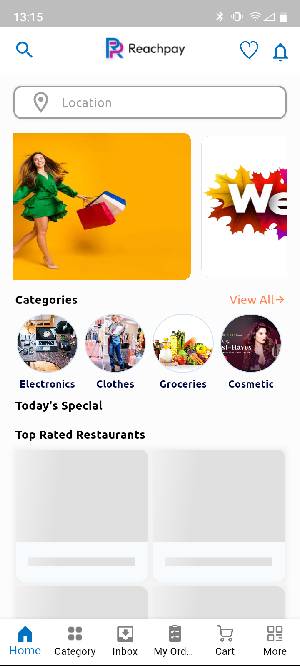 13:15
Reachpay
Location
We
Categories
View All→
Electronics
Clothes
Groceries
Cosmetic
Today's Special
Top Rated Restaurants
Home
Category
Inbox
My Ord...
Cart
More